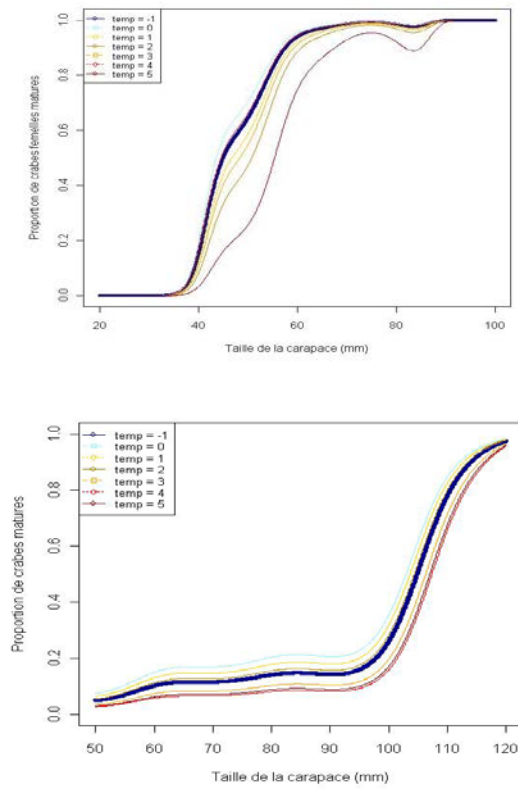 temp = -1
temp = 0
temp = 1
temp = 2
temp = 3
temp = 4
temp = 5
Proportion de crabes femelles matures
1.0
0.8
0.6
0.4
0.2
0.0
20 40 60 80 100
Taille de la carapace (mm)
temp = -1
temp = 0
temp = 1
temp = 2
temp = 3
temp = 4
temp = 5
Proportion de crabes matures
1.0
0.8
0.6
0.4
0.2
0.0
50 60 70 80 90 100 110 120
Taille de la carapace (mm)